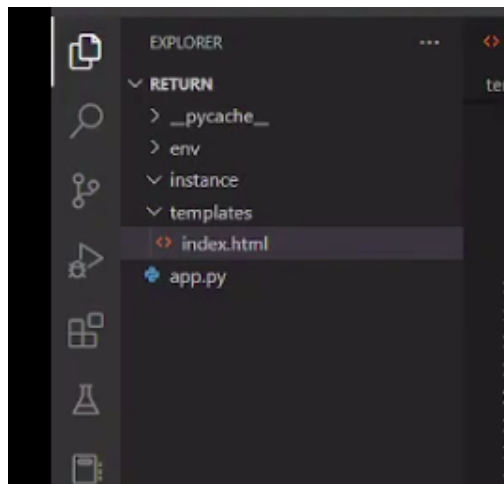 EXPLORER
RETURN
__pycache__
env
instance
templates
index.html
app.py